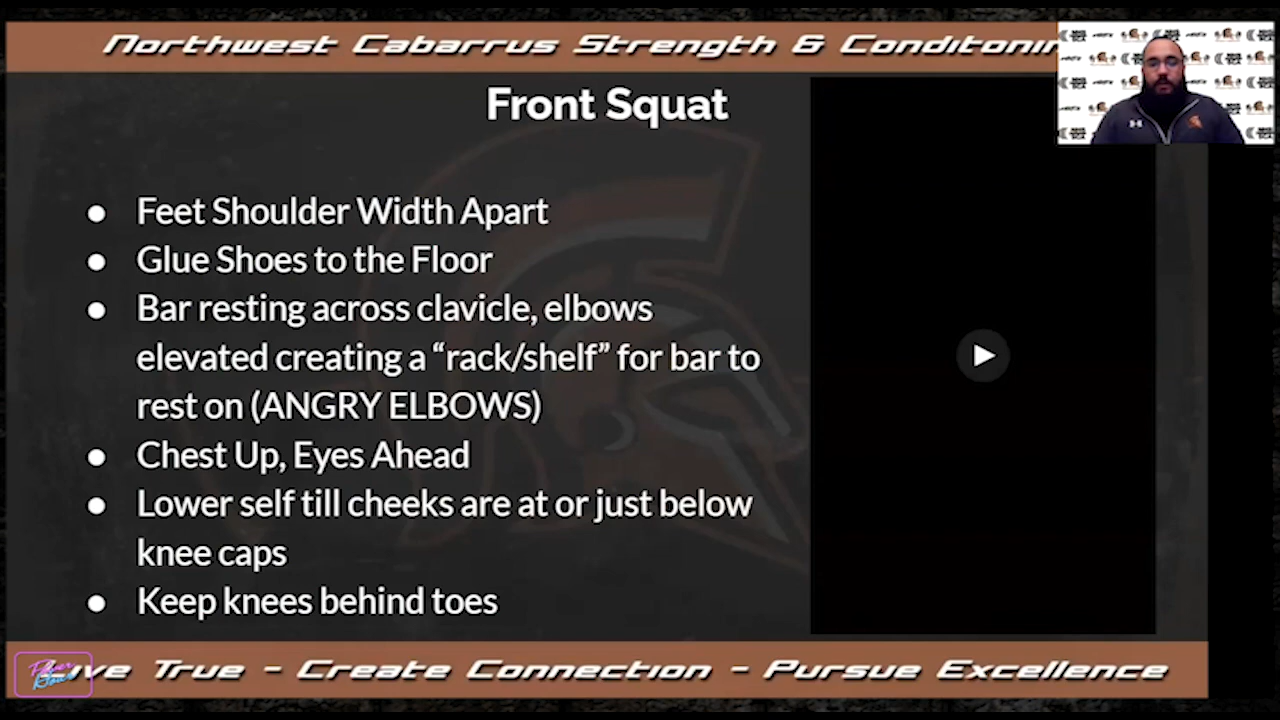 Northwest Cabarrus Strength &
Front Squat
● Feet Shoulder Width Apart
● Glue Shoes to the Floor
● Bar resting across clavicle, elbows
elevated creating a “rack/shelf” for bar to
rest on (ANGRY ELBOWS)
● Chest Up, Eyes Ahead
● Lower self till cheeks are at or just below
knee caps
● Keep knees behind toes
True - Create Connection - Pursue Excellence